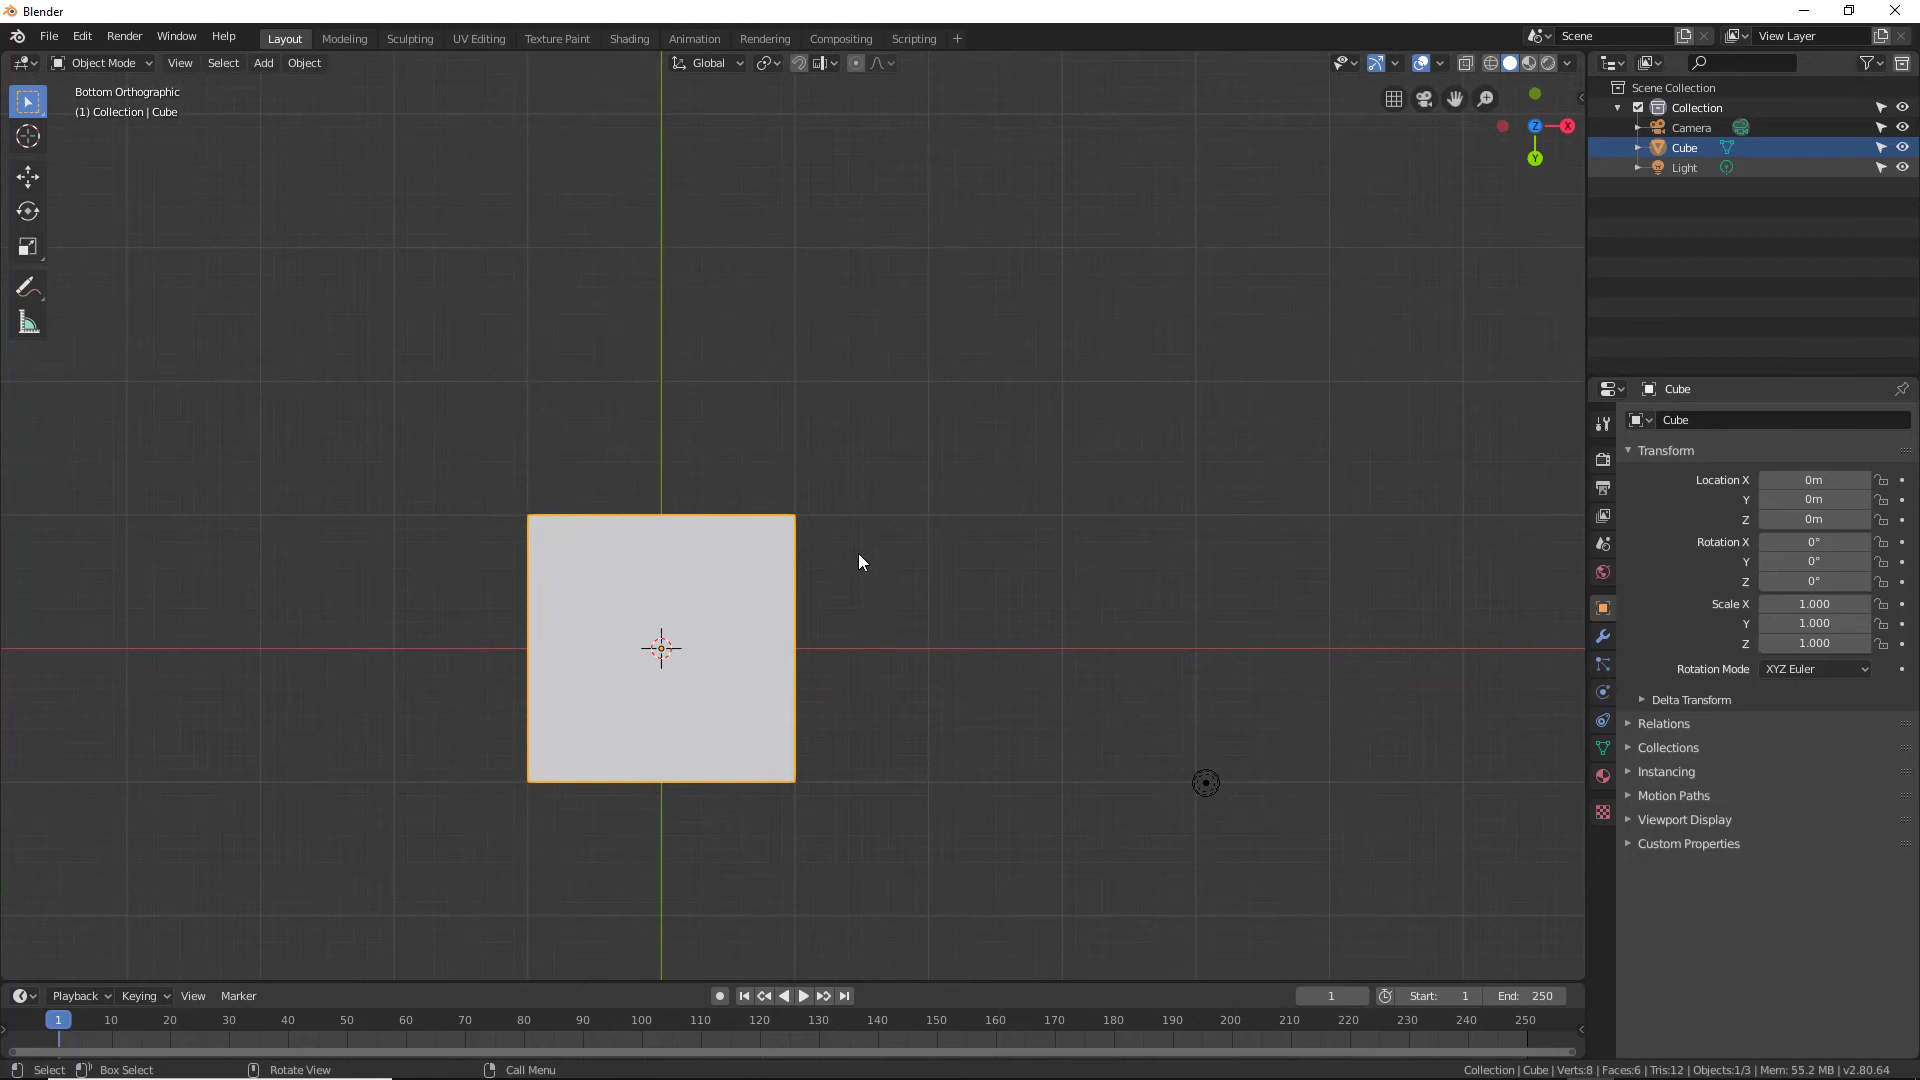 Blender
File Edit Render Window Help Layout Modeling Sculpting UV Editing Texture Paint Shading Animation Rendering Compositing Scripting + Scene View Layer
Object Mode View Select Add Object Global
Bottom Orthographic
(1) Collection | Cube
X
Z
Y
Scene Collection
Collection
Camera
Cube
Light
Cube
Cube
Transform
Location X 0m
Y 0m
Z 0m
Rotation X 0°
Y 0°
Z 0°
Scale X 1.000
Y 1.000
Z 1.000
Rotation Mode XYZ Euler
Delta Transform
Relations
Collections
Instancing
Motion Paths
Viewport Display
Custom Properties
Playback Keying View Marker 1 Start: 1 End: 250
1 10 20 30 40 50 60 70 80 90 100 110 120 130 140 150 160 170 180 190 200 210 220 230 240 250
Select Box Select Rotate View Call Menu Collection | Cube | Verts:8 | Faces:6 | Tris:12 | Objects:1/3 | Mem: 55.2 MB | v2.80.64